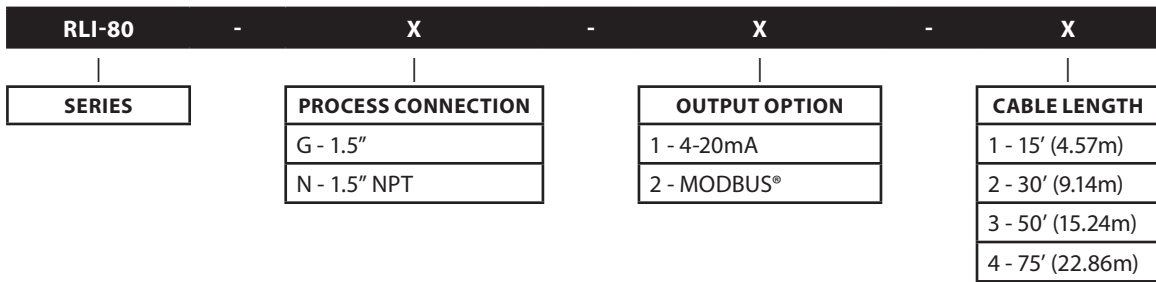 RLI-80 - X - X - X
SERIES PROCESS CONNECTION OUTPUT OPTION CABLE LENGTH
G - 1.5” 1 - 4-20mA 1 - 15’ (4.57m)
N - 1.5” NPT 2 - MODBUS® 2 - 30’ (9.14m)
3 - 50’ (15.24m)
4 - 75’ (22.86m)